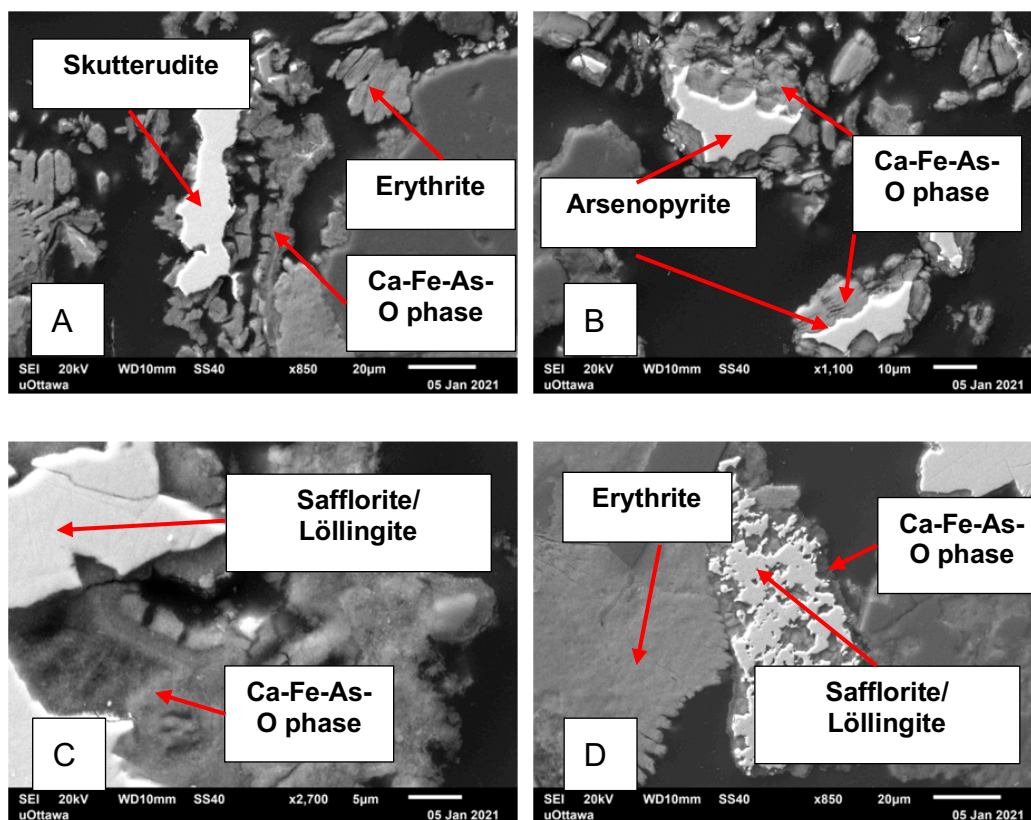 Skutterudite
Erythrite
Ca-Fe-As-
O phase
A
SEI 20kV WD10mm SS40 x850 20µm
uOttawa 05 Jan 2021
Ca-Fe-As-
O phase
Arsenopyrite
B
SEI 20kV WD10mm SS40 x1,100 10µm
uOttawa 05 Jan 2021
Safflorite/
Löllingite
Ca-Fe-As-
O phase
C
SEI 20kV WD10mm SS40 x2,700 5µm
uOttawa 05 Jan 2021
Erythrite
Ca-Fe-As-
O phase
Safflorite/
Löllingite
D
SEI 20kV WD10mm SS40 x850 20µm
uOttawa 05 Jan 2021